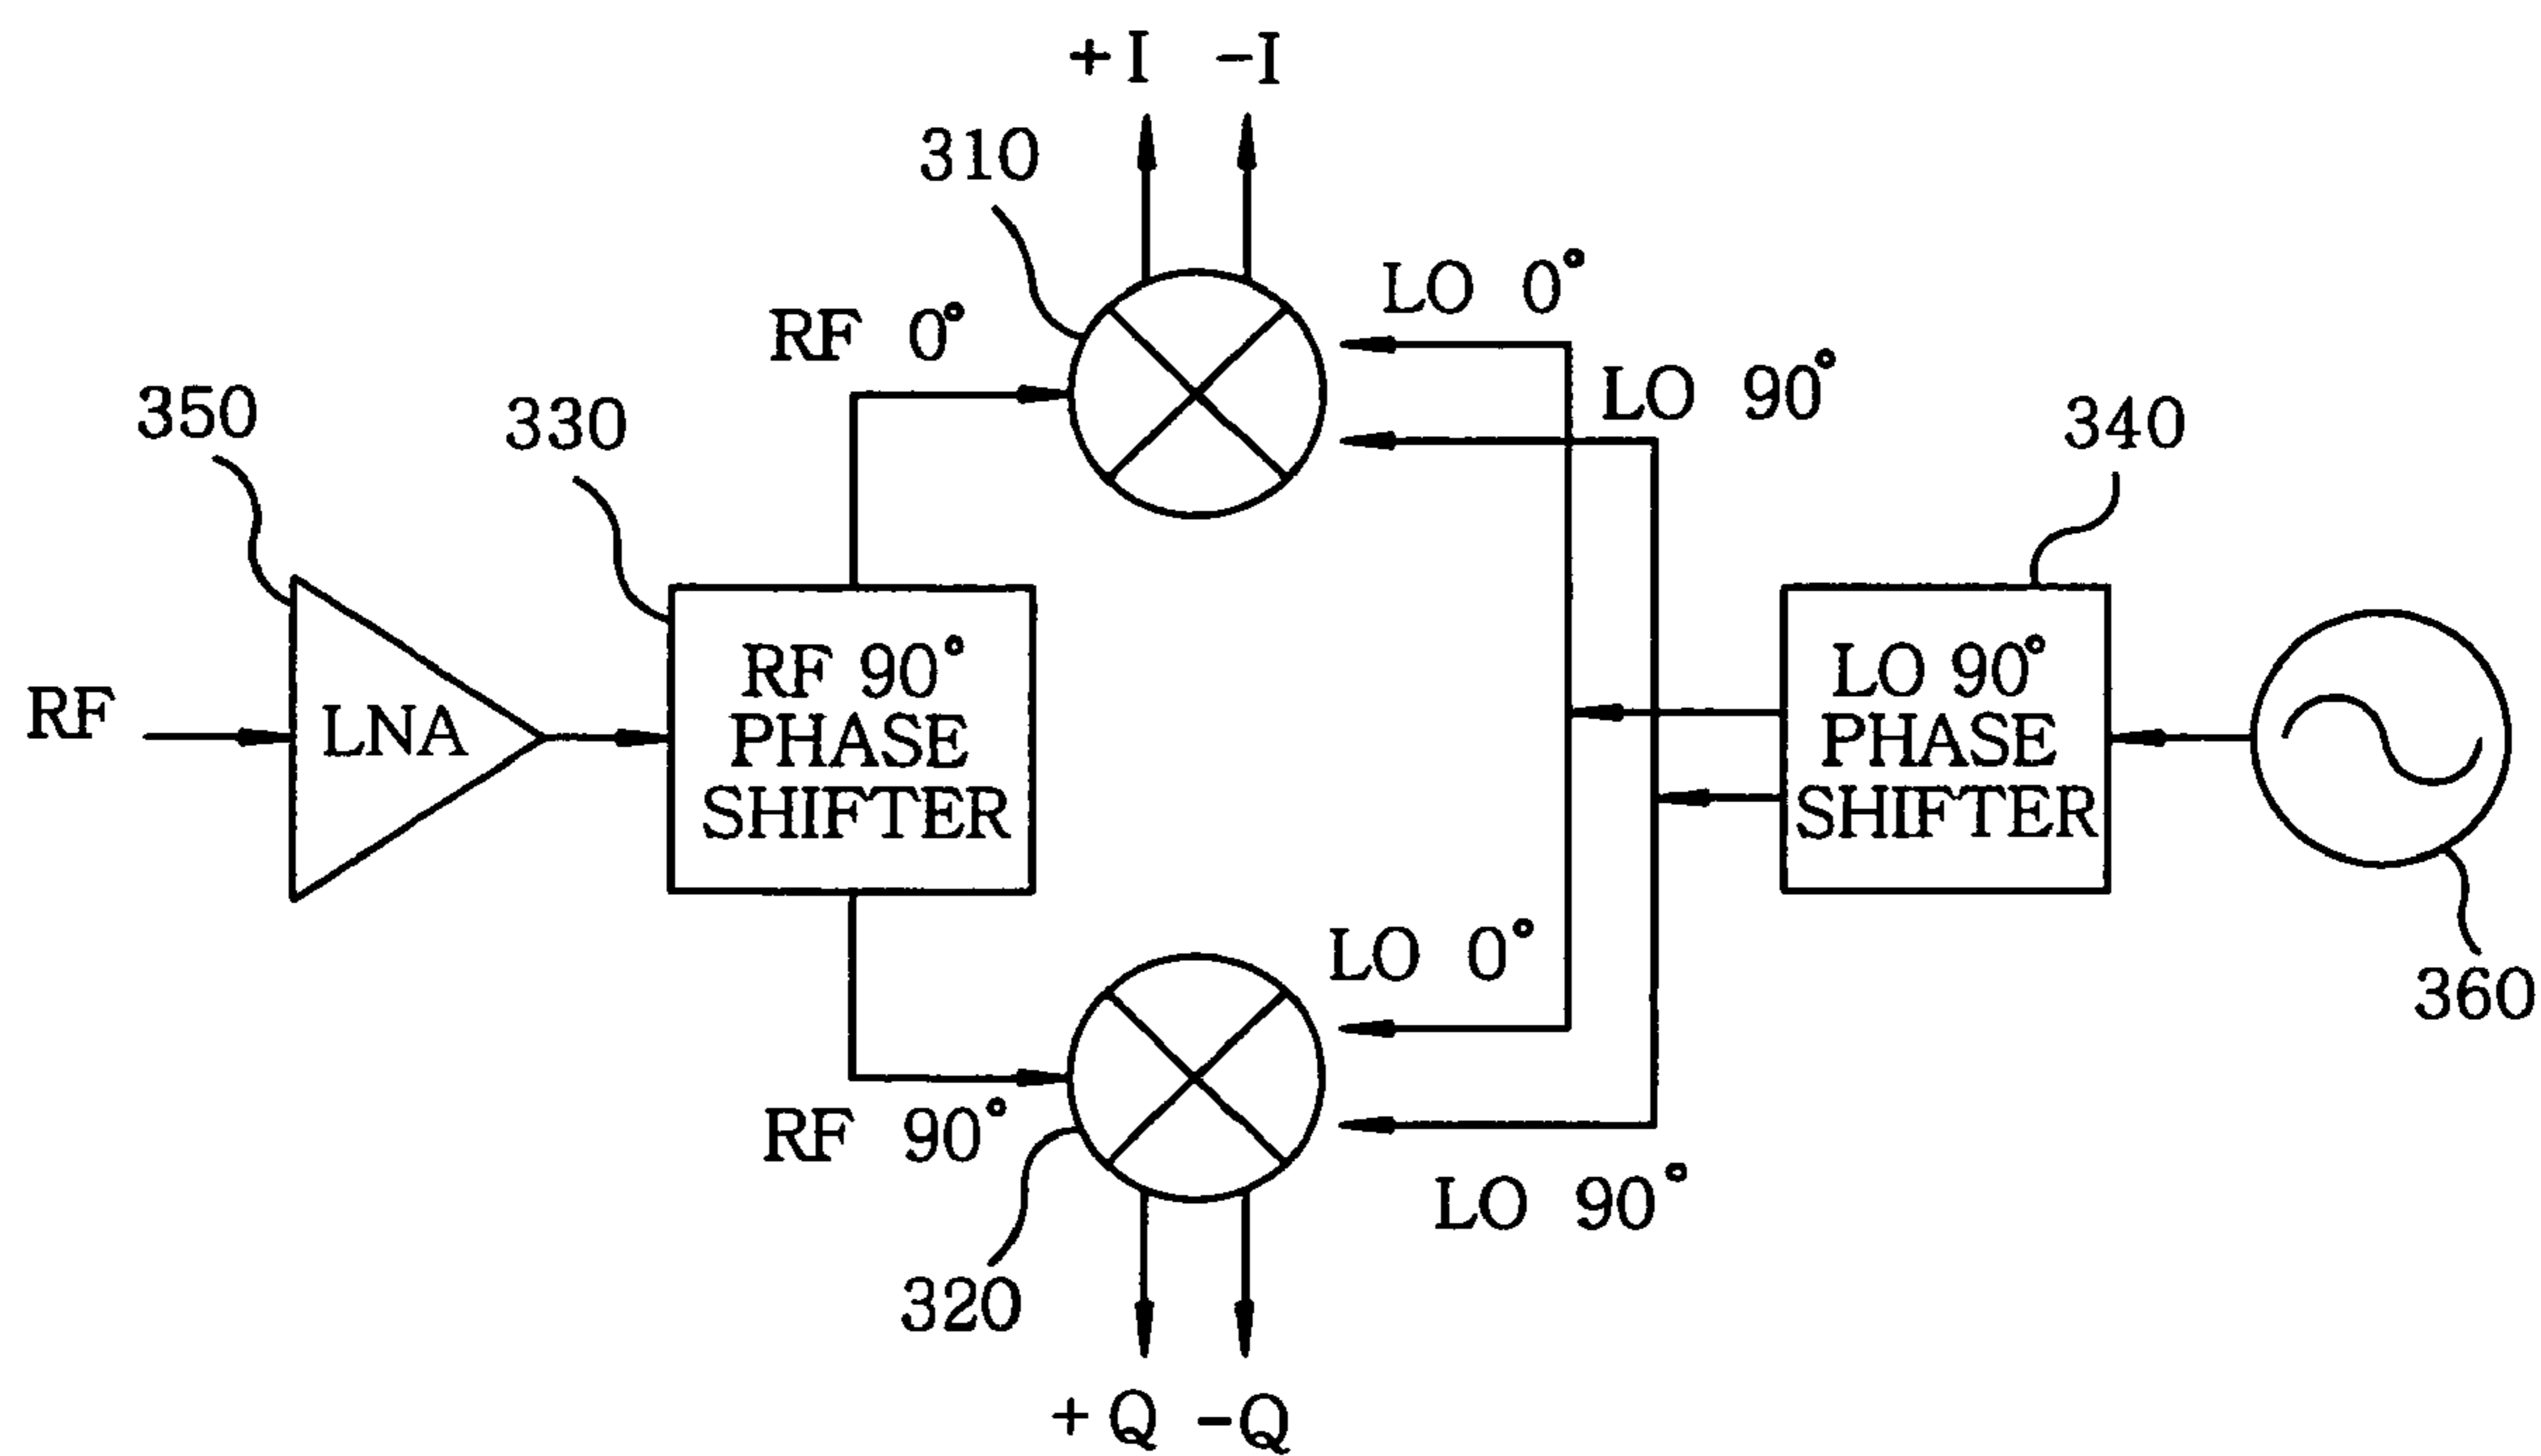 +I -I
310
LO 0°
RF 0°
LO 90°
350
330
340
RF
LNA
RF 90°
PHASE
SHIFTER
LO 90°
PHASE
SHIFTER
LO 0°
360
RF 90°
LO 90°
320
+Q -Q